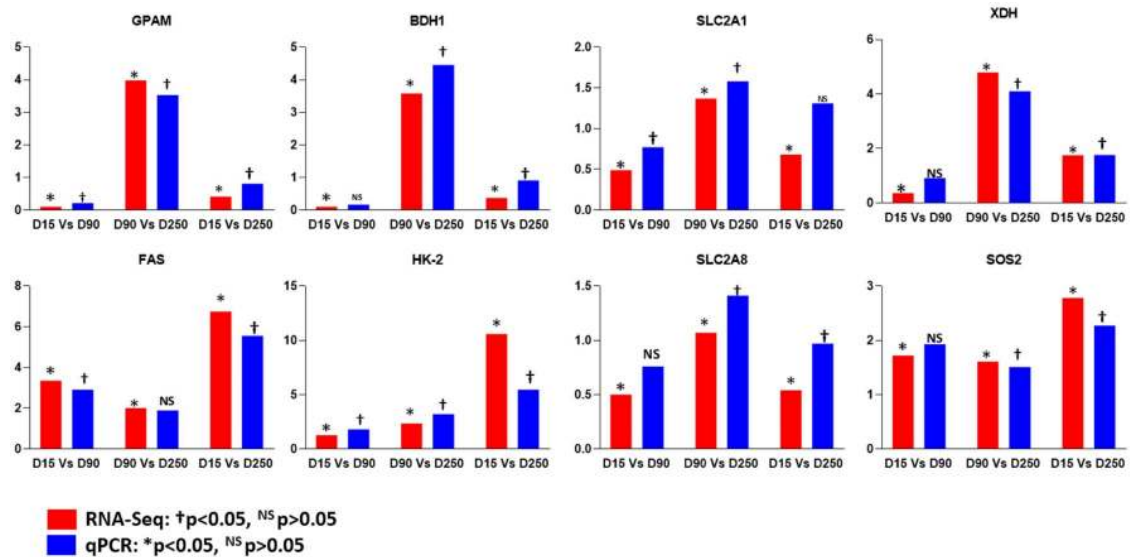 GPAM
5
4
3
2
1
0
* † * † * †
D15 Vs D90 D90 Vs D250 D15 Vs D250
BDH1
5
4
3
2
1
0
* NS * † * †
D15 Vs D90 D90 Vs D250 D15 Vs D250
SLC2A1
2.0
1.5
1.0
0.5
0.0
* † * † * NS
D15 Vs D90 D90 Vs D250 D15 Vs D250
XDH
6
4
2
0
* NS * † * †
D15 Vs D90 D90 Vs D250 D15 Vs D250
FAS
8
6
4
2
0
* † * NS * †
D15 Vs D90 D90 Vs D250 D15 Vs D250
HK-2
15
10
5
0
* † * † * †
D15 Vs D90 D90 Vs D250 D15 Vs D250
SLC2A8
1.5
1.0
0.5
0.0
* NS * † * †
D15 Vs D90 D90 Vs D250 D15 Vs D250
SOS2
3
2
1
0
* NS * † * †
D15 Vs D90 D90 Vs D250 D15 Vs D250
RNA-Seq: †p<0.05, NS p>0.05
qPCR: *p<0.05, NS p>0.05